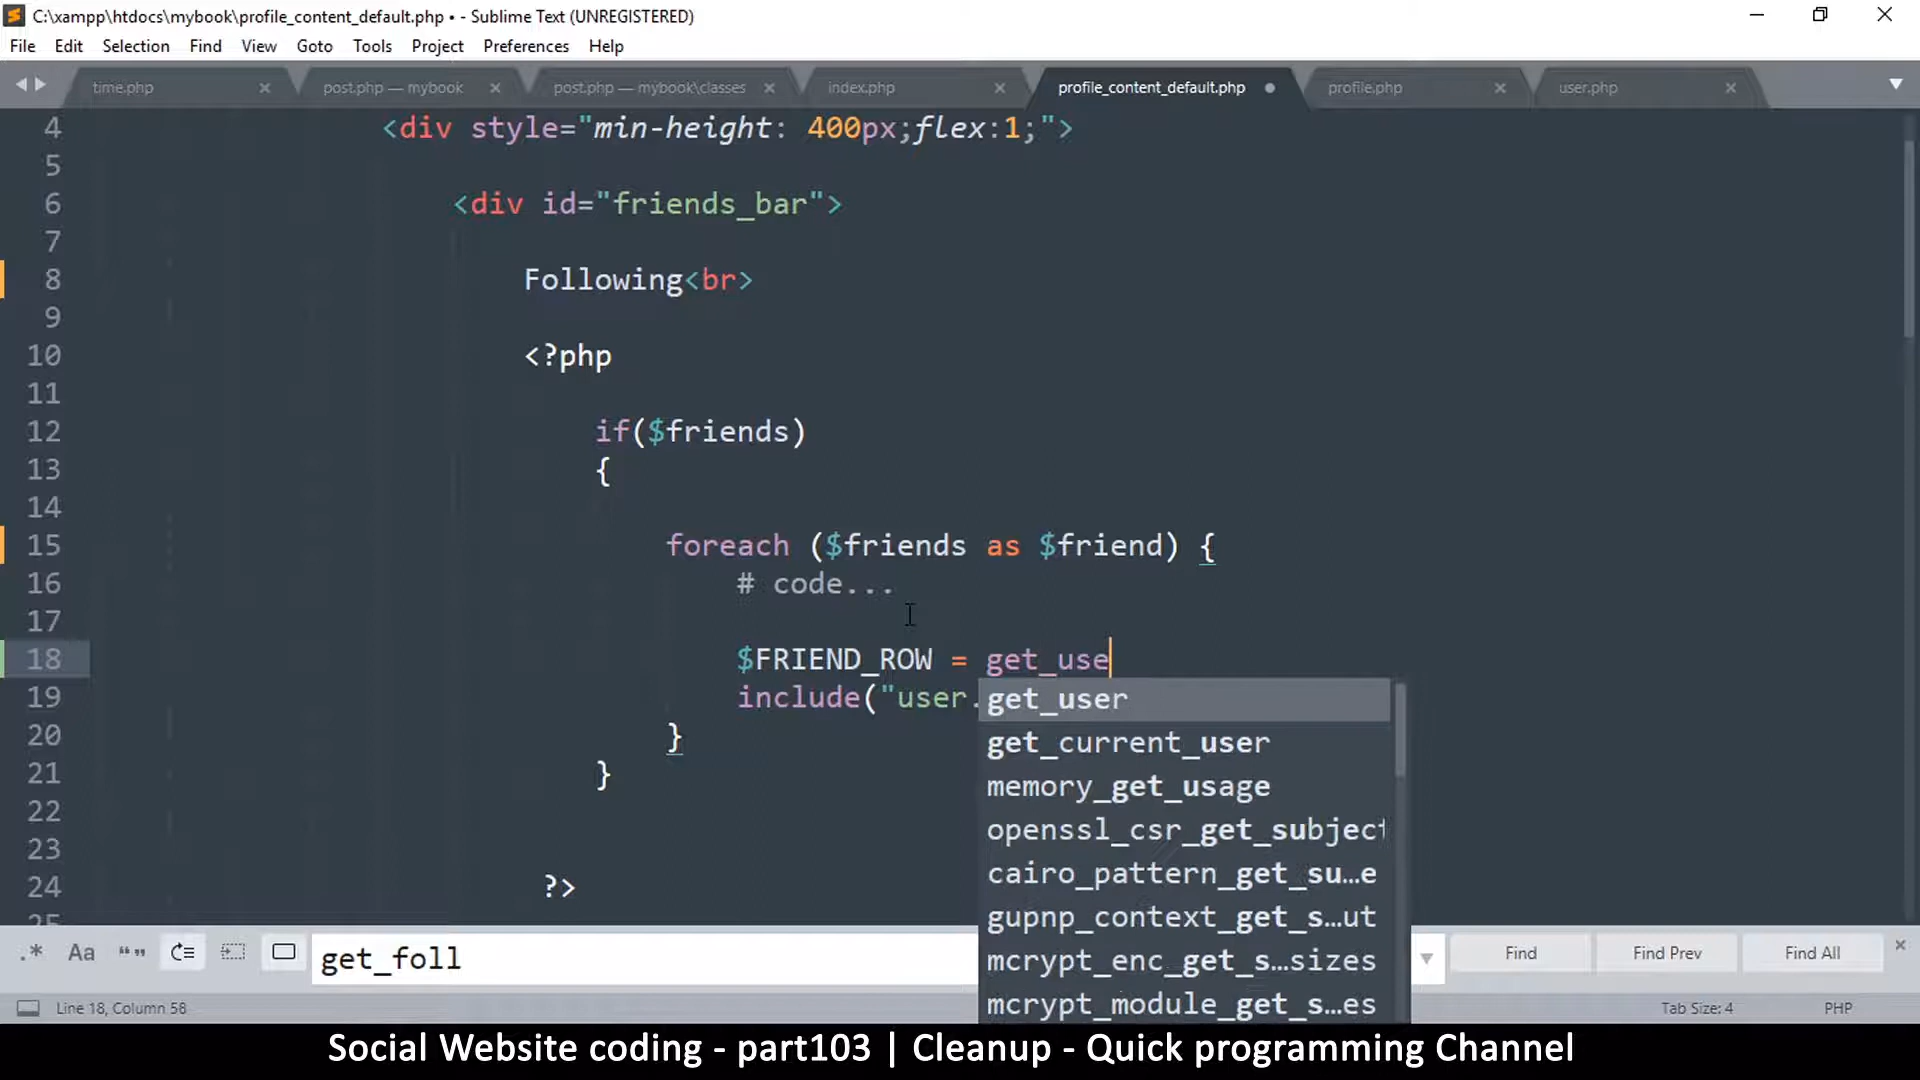 C:\xampp\htdocs\mybook\profile_content_default.php • - Sublime Text (UNREGISTERED)
File Edit Selection Find View Goto Tools Project Preferences Help
time.php post.php — mybook post.php — mybook\classes index.php profile_content_default.php profile.php user.php
4 <div style="min-height: 400px;flex:1;">
5
6 <div id="friends_bar">
7
8 Following<br>
9
10 <?php
11
12 if($friends)
13 {
14
15 foreach ($friends as $friend) {
16 # code...
17
18 $FRIEND_ROW = get_use
19 include("user.
20 }
21 }
22
23
24 ?>
25
get_user
get_current_user
memory_get_usage
openssl_csr_get_subject
cairo_pattern_get_su…e
gupnp_context_get_s…ut
mcrypt_enc_get_s…sizes
mcrypt_module_get_s…es
.* Aa “” get_foll Find Find Prev Find All
Line 18, Column 58 Tab Size: 4 PHP
Social Website coding - part103 | Cleanup - Quick programming Channel